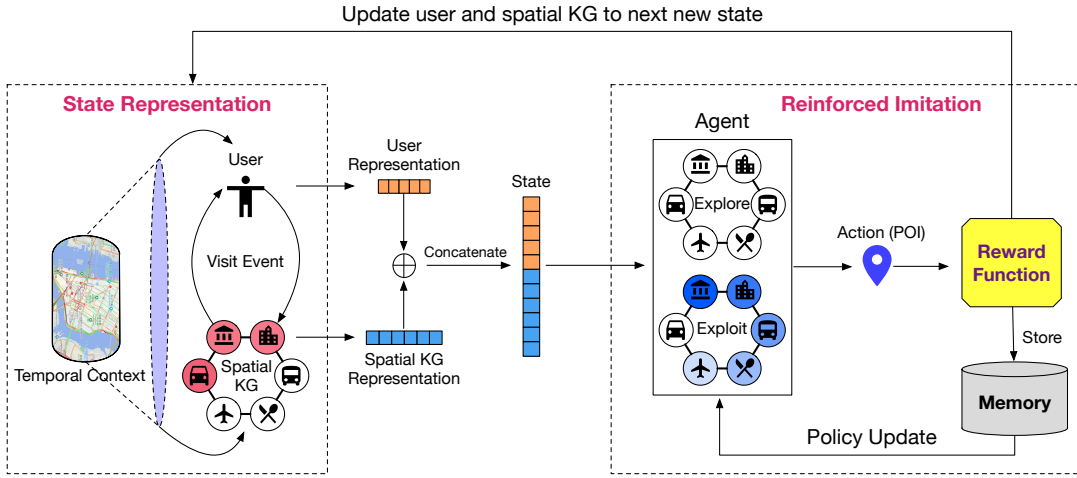 Update user and spatial KG to next new state
State Representation
User
Visit Event
Temporal Context
Spatial
KG
User
Representation
Spatial KG
Representation
Concatenate
State
Reinforced Imitation
Agent
Explore
Exploit
Action (POI)
Reward
Function
Store
Memory
Policy Update